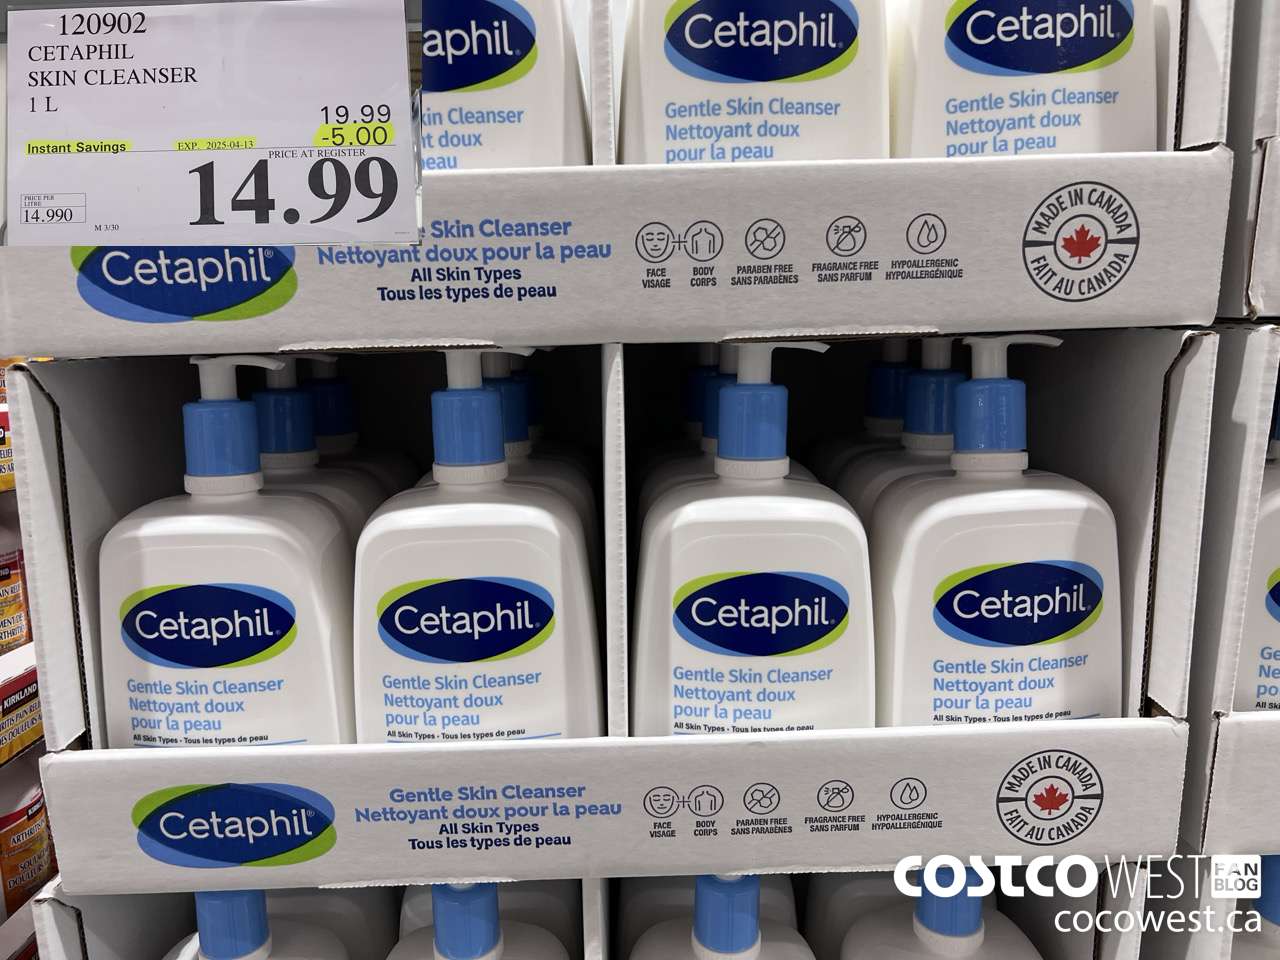 120902
CETAPHIL
SKIN CLEANSER
1 L
19.99
-5.00
Instant Savings
EXP. 2025-04-13
PRICE AT REGISTER
14.99
PRICE PER
LITRE
14.990
M 3/30
aphil
in Cleanser
nt doux
eau
Cetaphil
Gentle Skin Cleanser
Nettoyant doux
pour la peau
Cetaphil
Gentle Skin Cleanser
Nettoyant doux
pour la peau
Cetaphil®
e Skin Cleanser
Nettoyant doux pour la peau
All Skin Types
Tous les types de peau
FACE
VISAGE
BODY
CORPS
PARABEN FREE
SANS PARABÈNES
FRAGRANCE FREE
SANS PARFUM
HYPOALLERGENIC
HYPOALLERGÉNIQUE
MADE IN CANADA
FAIT AU CANADA
Cetaphil
Gentle Skin Cleanser
Nettoyant doux
pour la peau
All Skin Types · Tous les types de peau
Cetaphil
Gentle Skin Cleanser
Nettoyant doux
pour la peau
All Skin Types · Tous les types de peau
Cetaphil
Gentle Skin Cleanser
Nettoyant doux
pour la peau
All Skin Types · Tous les types de peau
Cetaphil
Gentle Skin Cleanser
Nettoyant doux
pour la peau
All Skin Types · Tous les types de peau
KIRKLAND
Cetaphil®
Gentle Skin Cleanser
Nettoyant doux pour la peau
All Skin Types
Tous les types de peau
FACE
VISAGE
BODY
CORPS
PARABEN FREE
SANS PARABÈNES
FRAGRANCE FREE
SANS PARFUM
HYPOALLERGENIC
HYPOALLERGÉNIQUE
MADE IN CANADA
FAIT AU CANADA
COSTCO WEST FAN BLOG
cocowest.ca